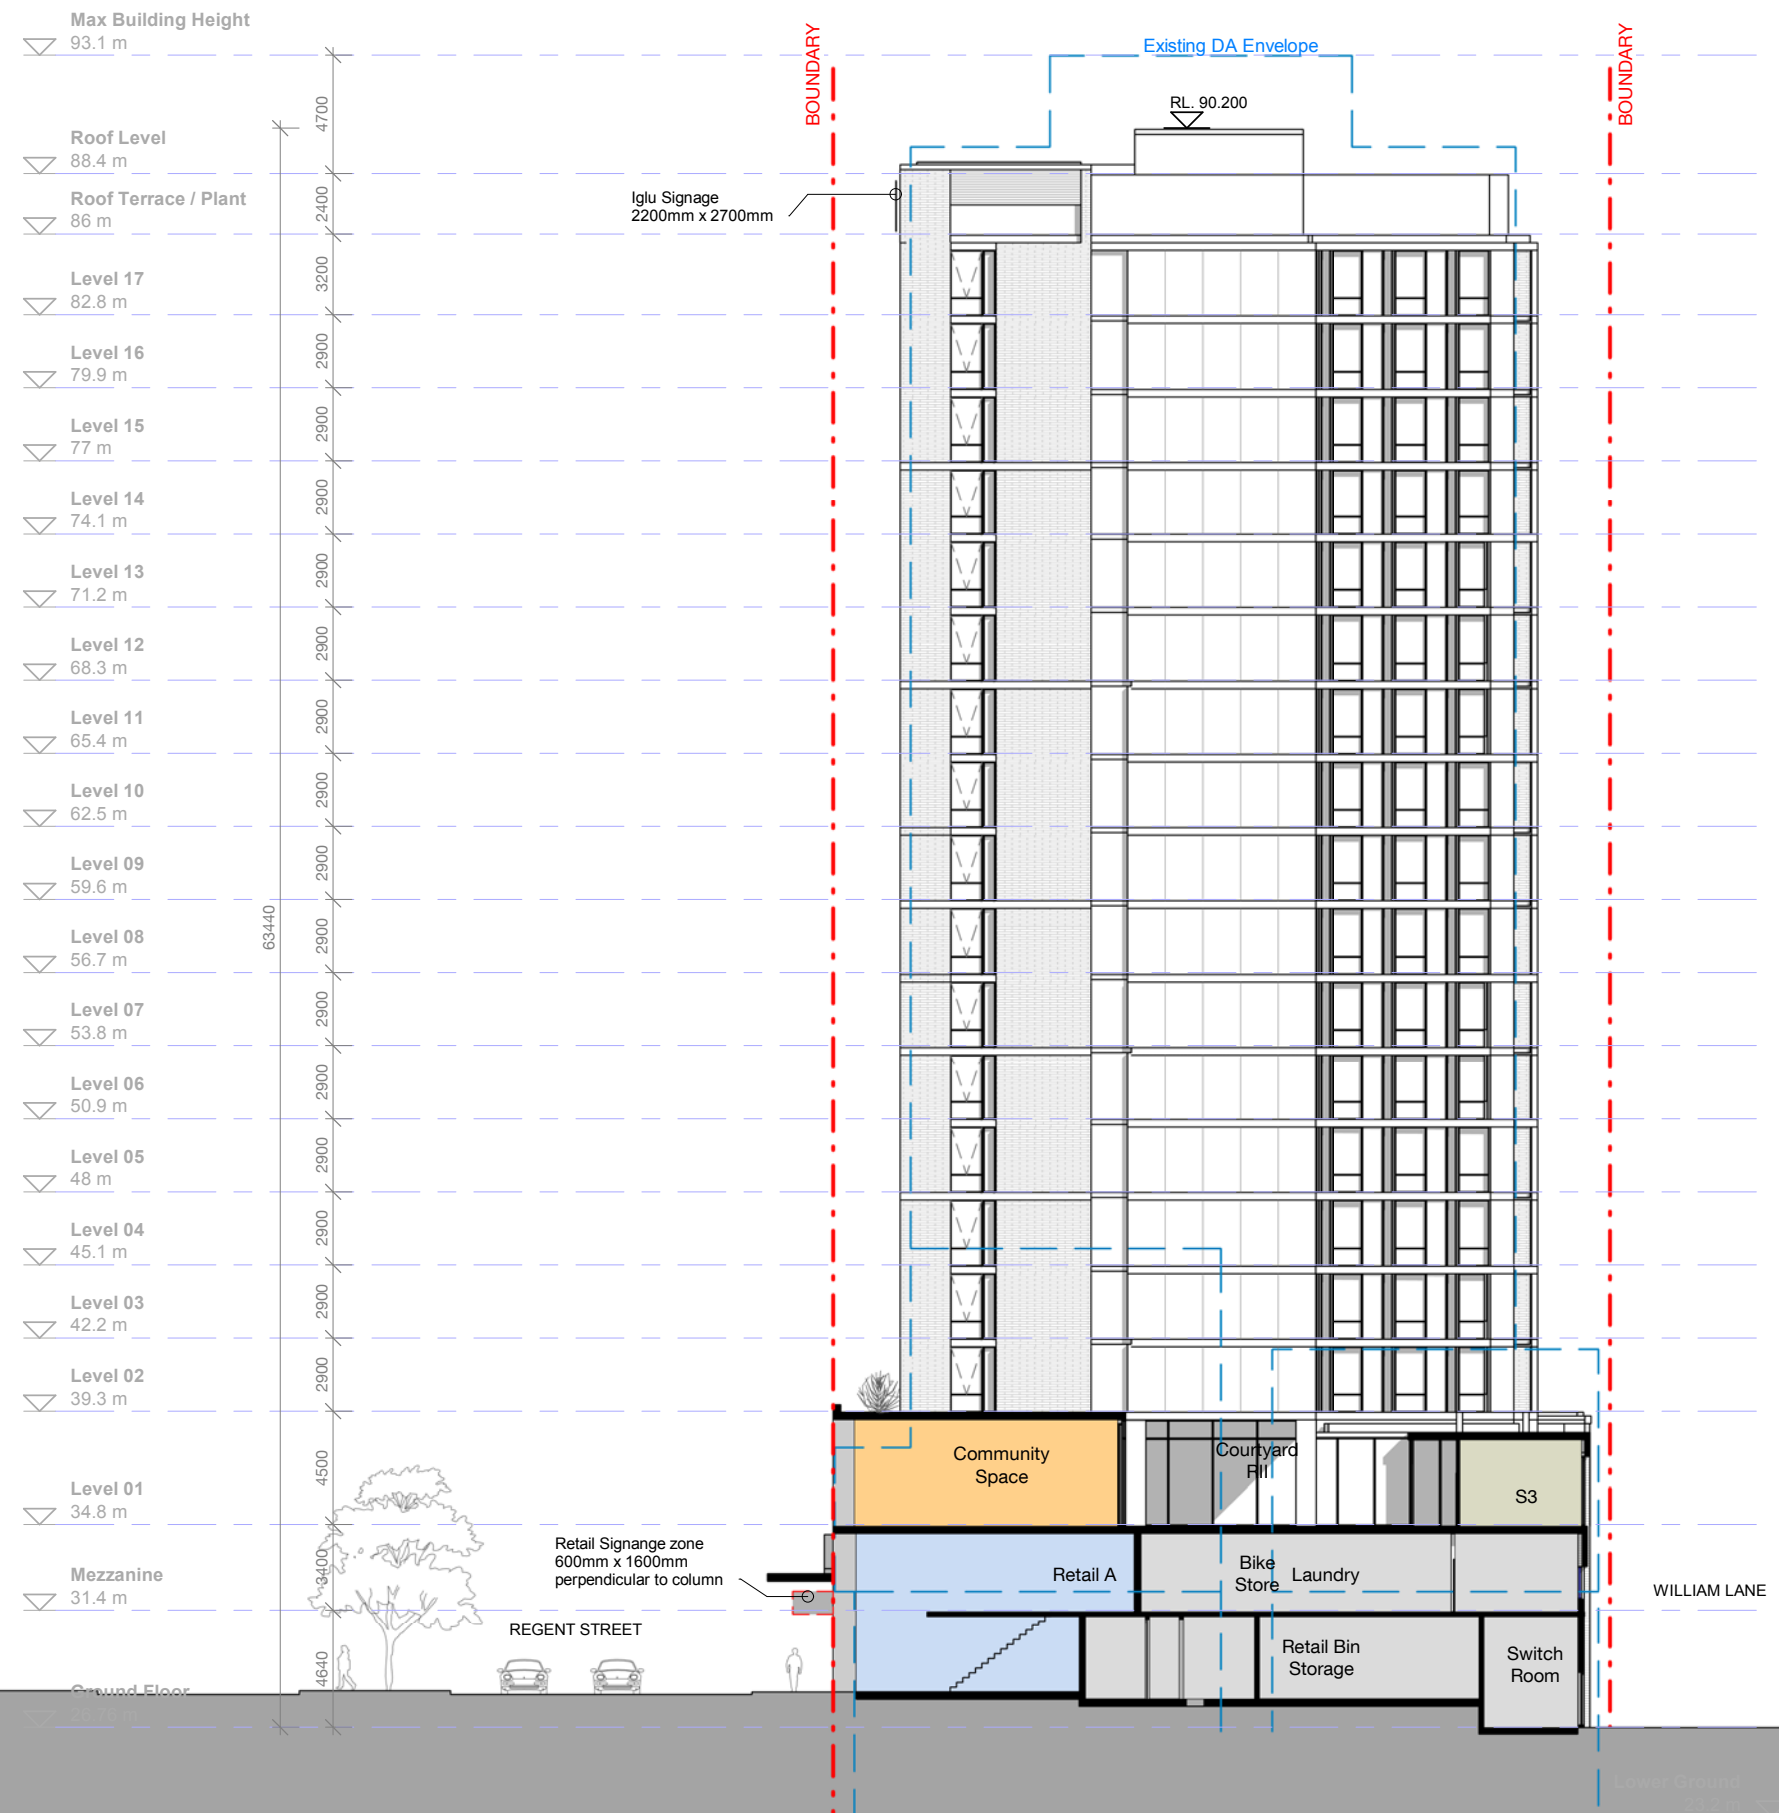 Max Building Height
93.1 m
BOUNDARY
Existing DA Envelope
BOUNDARY
4700
RL. 90.200
Roof Level
88.4 m
Roof Terrace / Plant
86 m
2400
Iglu Signage
2200mm x 2700mm
3200
Level 17
82.8 m
2900
Level 16
79.9 m
2900
Level 15
77 m
2900
Level 14
74.1 m
2900
Level 13
71.2 m
2900
Level 12
68.3 m
2900
Level 11
65.4 m
2900
Level 10
62.5 m
2900
Level 09
59.6 m
63440
2900
Level 08
56.7 m
2900
Level 07
53.8 m
2900
Level 06
50.9 m
2900
Level 05
48 m
2900
Level 04
45.1 m
2900
Level 03
42.2 m
2900
Level 02
39.3 m
4500
Community
Space
Courtyard
RII
S3
Level 01
34.8 m
3400
Retail Signange zone
600mm x 1600mm
perpendicular to column
Retail A
Bike
Store
Laundry
Mezzanine
31.4 m
WILLIAM LANE
REGENT STREET
4640
Retail Bin
Storage
Switch
Room
Ground Floor
26.76 m
Lower Ground